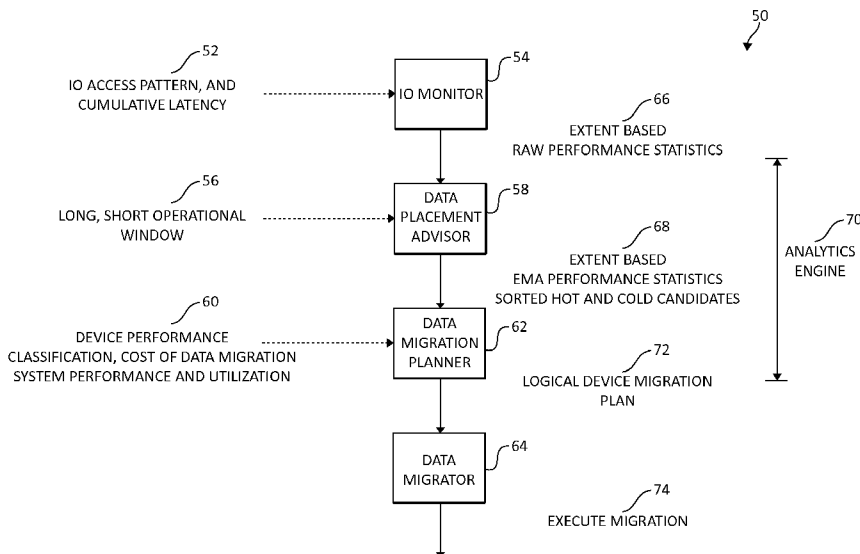 50
52
IO ACCESS PATTERN, AND
CUMULATIVE LATENCY
54
IO MONITOR
66
EXTENT BASED
RAW PERFORMANCE STATISTICS
56
LONG, SHORT OPERATIONAL
WINDOW
58
DATA
PLACEMENT
ADVISOR
68
EXTENT BASED
EMA PERFORMANCE STATISTICS
SORTED HOT AND COLD CANDIDATES
70
ANALYTICS
ENGINE
60
DEVICE PERFORMANCE
CLASSIFICATION, COST OF DATA MIGRATION
SYSTEM PERFORMANCE AND UTILIZATION
62
DATA
MIGRATION
PLANNER
72
LOGICAL DEVICE MIGRATION
PLAN
64
DATA
MIGRATOR
74
EXECUTE MIGRATION